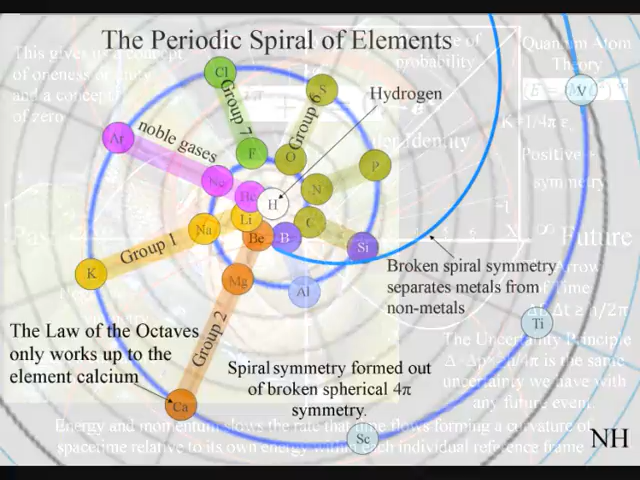 The Periodic Spiral of Elements
This gives us a concept
of oneness or unity
and a concept
of zero
probability
Quantum Atom
Theory
Hydrogen
Group 7
Group 6
noble gases
Group 1
Group 2
Cl
S
Ar
F
O
P
Ne
He
H
N
Na
Li
Be
B
C
Si
K
Mg
Al
Ca
Sc
Ti
V
Positive
symmetry
Future
Broken spiral symmetry
separates metals from
non-metals
Arrow
of Time
The Law of the Octaves
only works up to the
element calcium
Spiral symmetry formed out
of broken spherical 4π
symmetry.
The Uncertainty Principle
is the same
uncertainty we have with
any future event.
Energy and momentum slows the rate that time flows forming a curvature of
spacetime relative to its own energy within each individual reference frame
NH